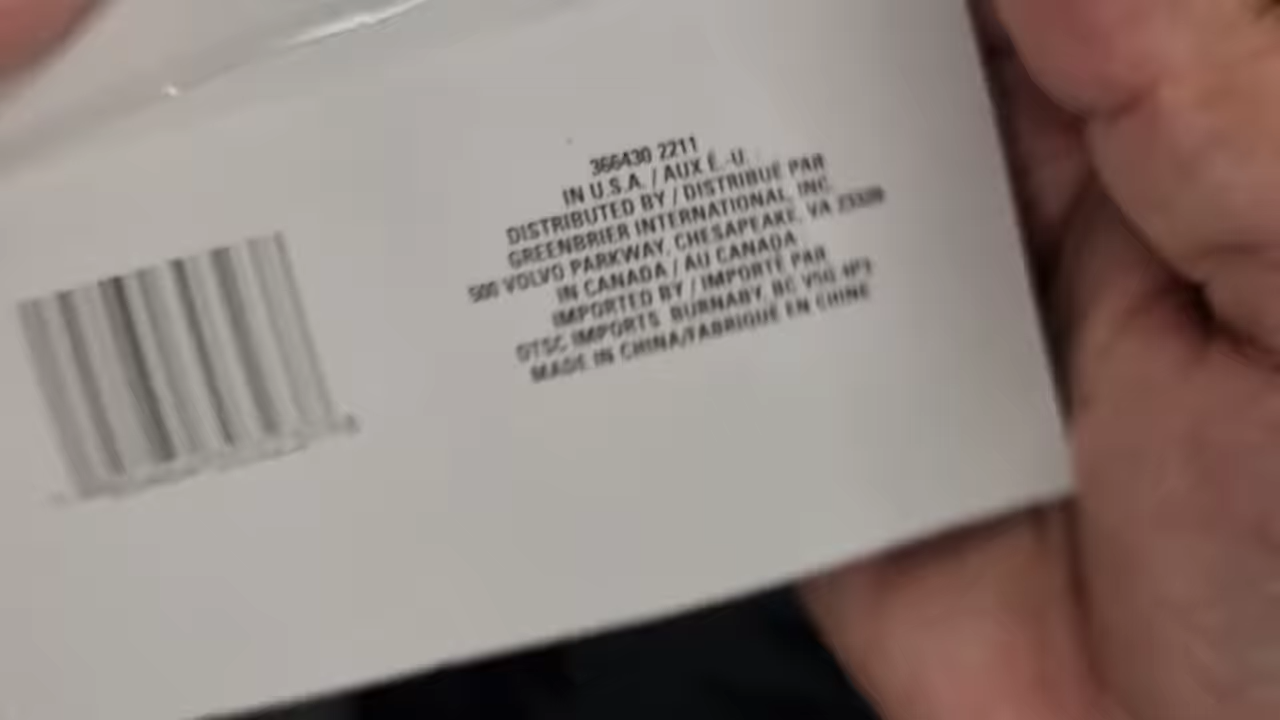 366430 2211
IN U.S.A. / AUX É.-U.
DISTRIBUTED BY / DISTRIBUÉ PAR
GREENBRIER INTERNATIONAL, INC.
500 VOLVO PARKWAY, CHESAPEAKE, VA 23320
IN CANADA / AU CANADA
IMPORTED BY / IMPORTÉ PAR
DTSC IMPORTS BURNABY, BC V5G 4P3
MADE IN CHINA/FABRIQUÉ EN CHINE